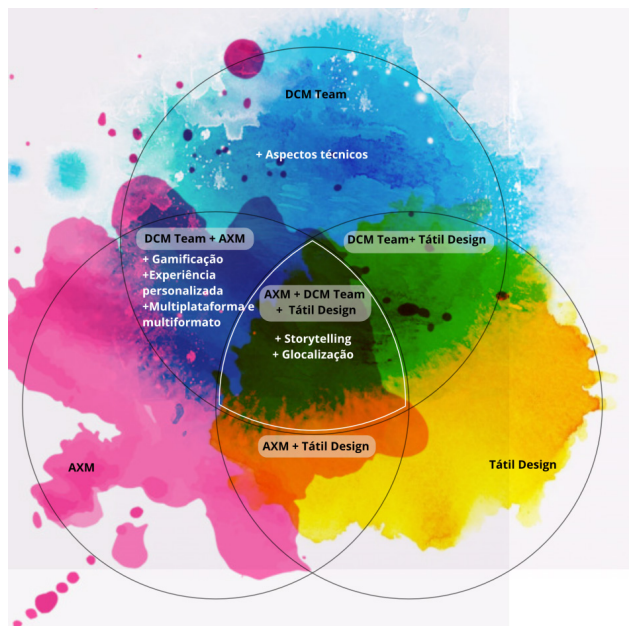 DCM Team
+ Aspectos técnicos
DCM Team + AXM
+ Gamificação
+Experiência
personalizada
+Multiplataforma e
multiformato
DCM Team+ Tátil Design
AXM + DCM Team
+ Tátil Design
+ Storytelling
+ Glocalização
AXM + Tátil Design
AXM
Tátil Design